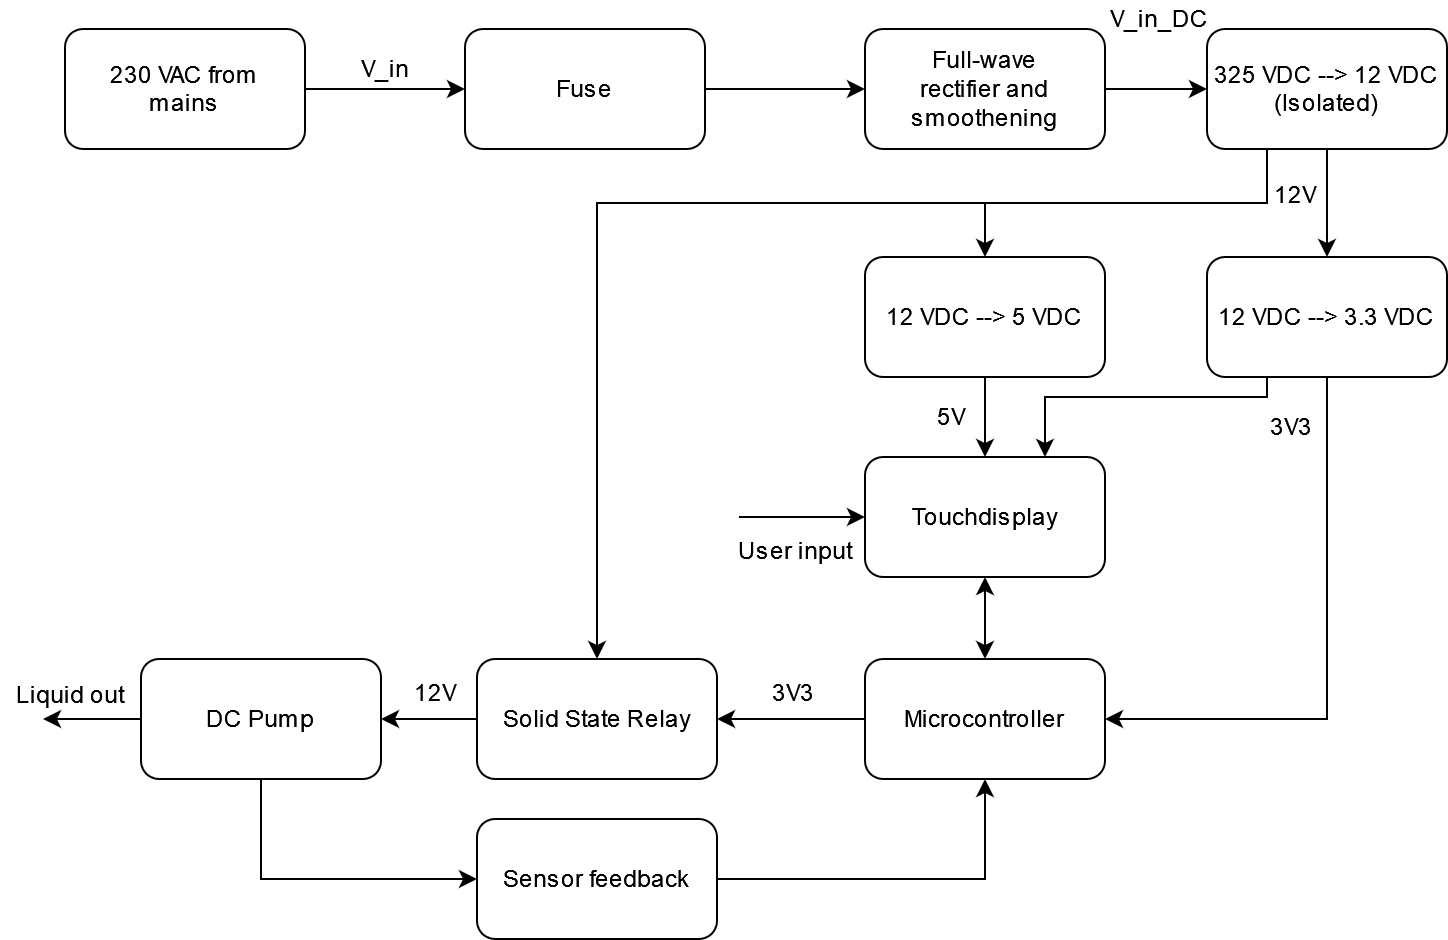 V_in_DC
230 VAC from
mains
V_in
Fuse
Full-wave
rectifier and
smoothening
325 VDC --> 12 VDC
(Isolated)
12V
12 VDC --> 5 VDC
12 VDC --> 3.3 VDC
5V
3V3
Touchdisplay
User input
Liquid out
DC Pump
12V
Solid State Relay
3V3
Microcontroller
Sensor feedback